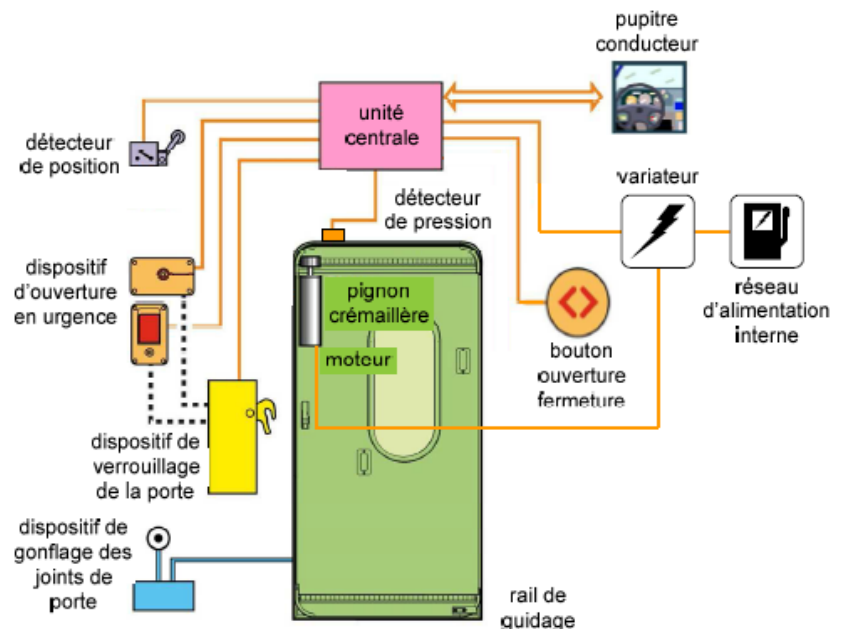 pupitre
conducteur
unité
centrale
détecteur
de position
détecteur
de pression
variateur
dispositif
d'ouverture
en urgence
pignon
crémaillère
moteur
bouton
ouverture
fermeture
réseau
d'alimentation
interne
dispositif de
verrouillage
de la porte
dispositif de
gonflage des
joints de
porte
rail de
guidage